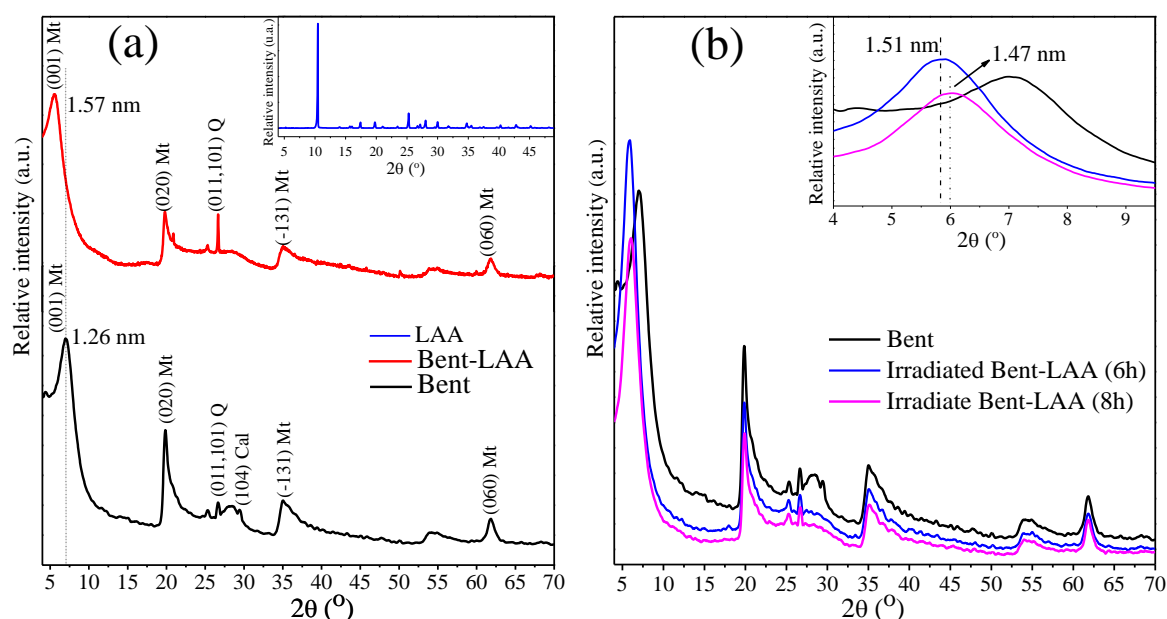 (a)
Relative intensity (a.u.)
2θ (°)
5 10 15 20 25 30 35 40 45
Relative intensity (u.a.)
2θ (°)
(001) Mt
1.57 nm
(020) Mt
(011,101) Q
(-131) Mt
(060) Mt
(001) Mt
1.26 nm
(020) Mt
(011,101) Q
(104) Cal
(-131) Mt
(060) Mt
LAA
Bent-LAA
Bent
5 10 15 20 25 30 35 40 45 50 55 60 65 70
(b)
Relative intensity (a.u.)
Relative intensity (a.u.)
1.51 nm
1.47 nm
4 5 6 7 8 9
2θ (°)
Bent
Irradiated Bent-LAA (6h)
Irradiate Bent-LAA (8h)
5 10 15 20 25 30 35 40 45 50 55 60 65 70
2θ (°)